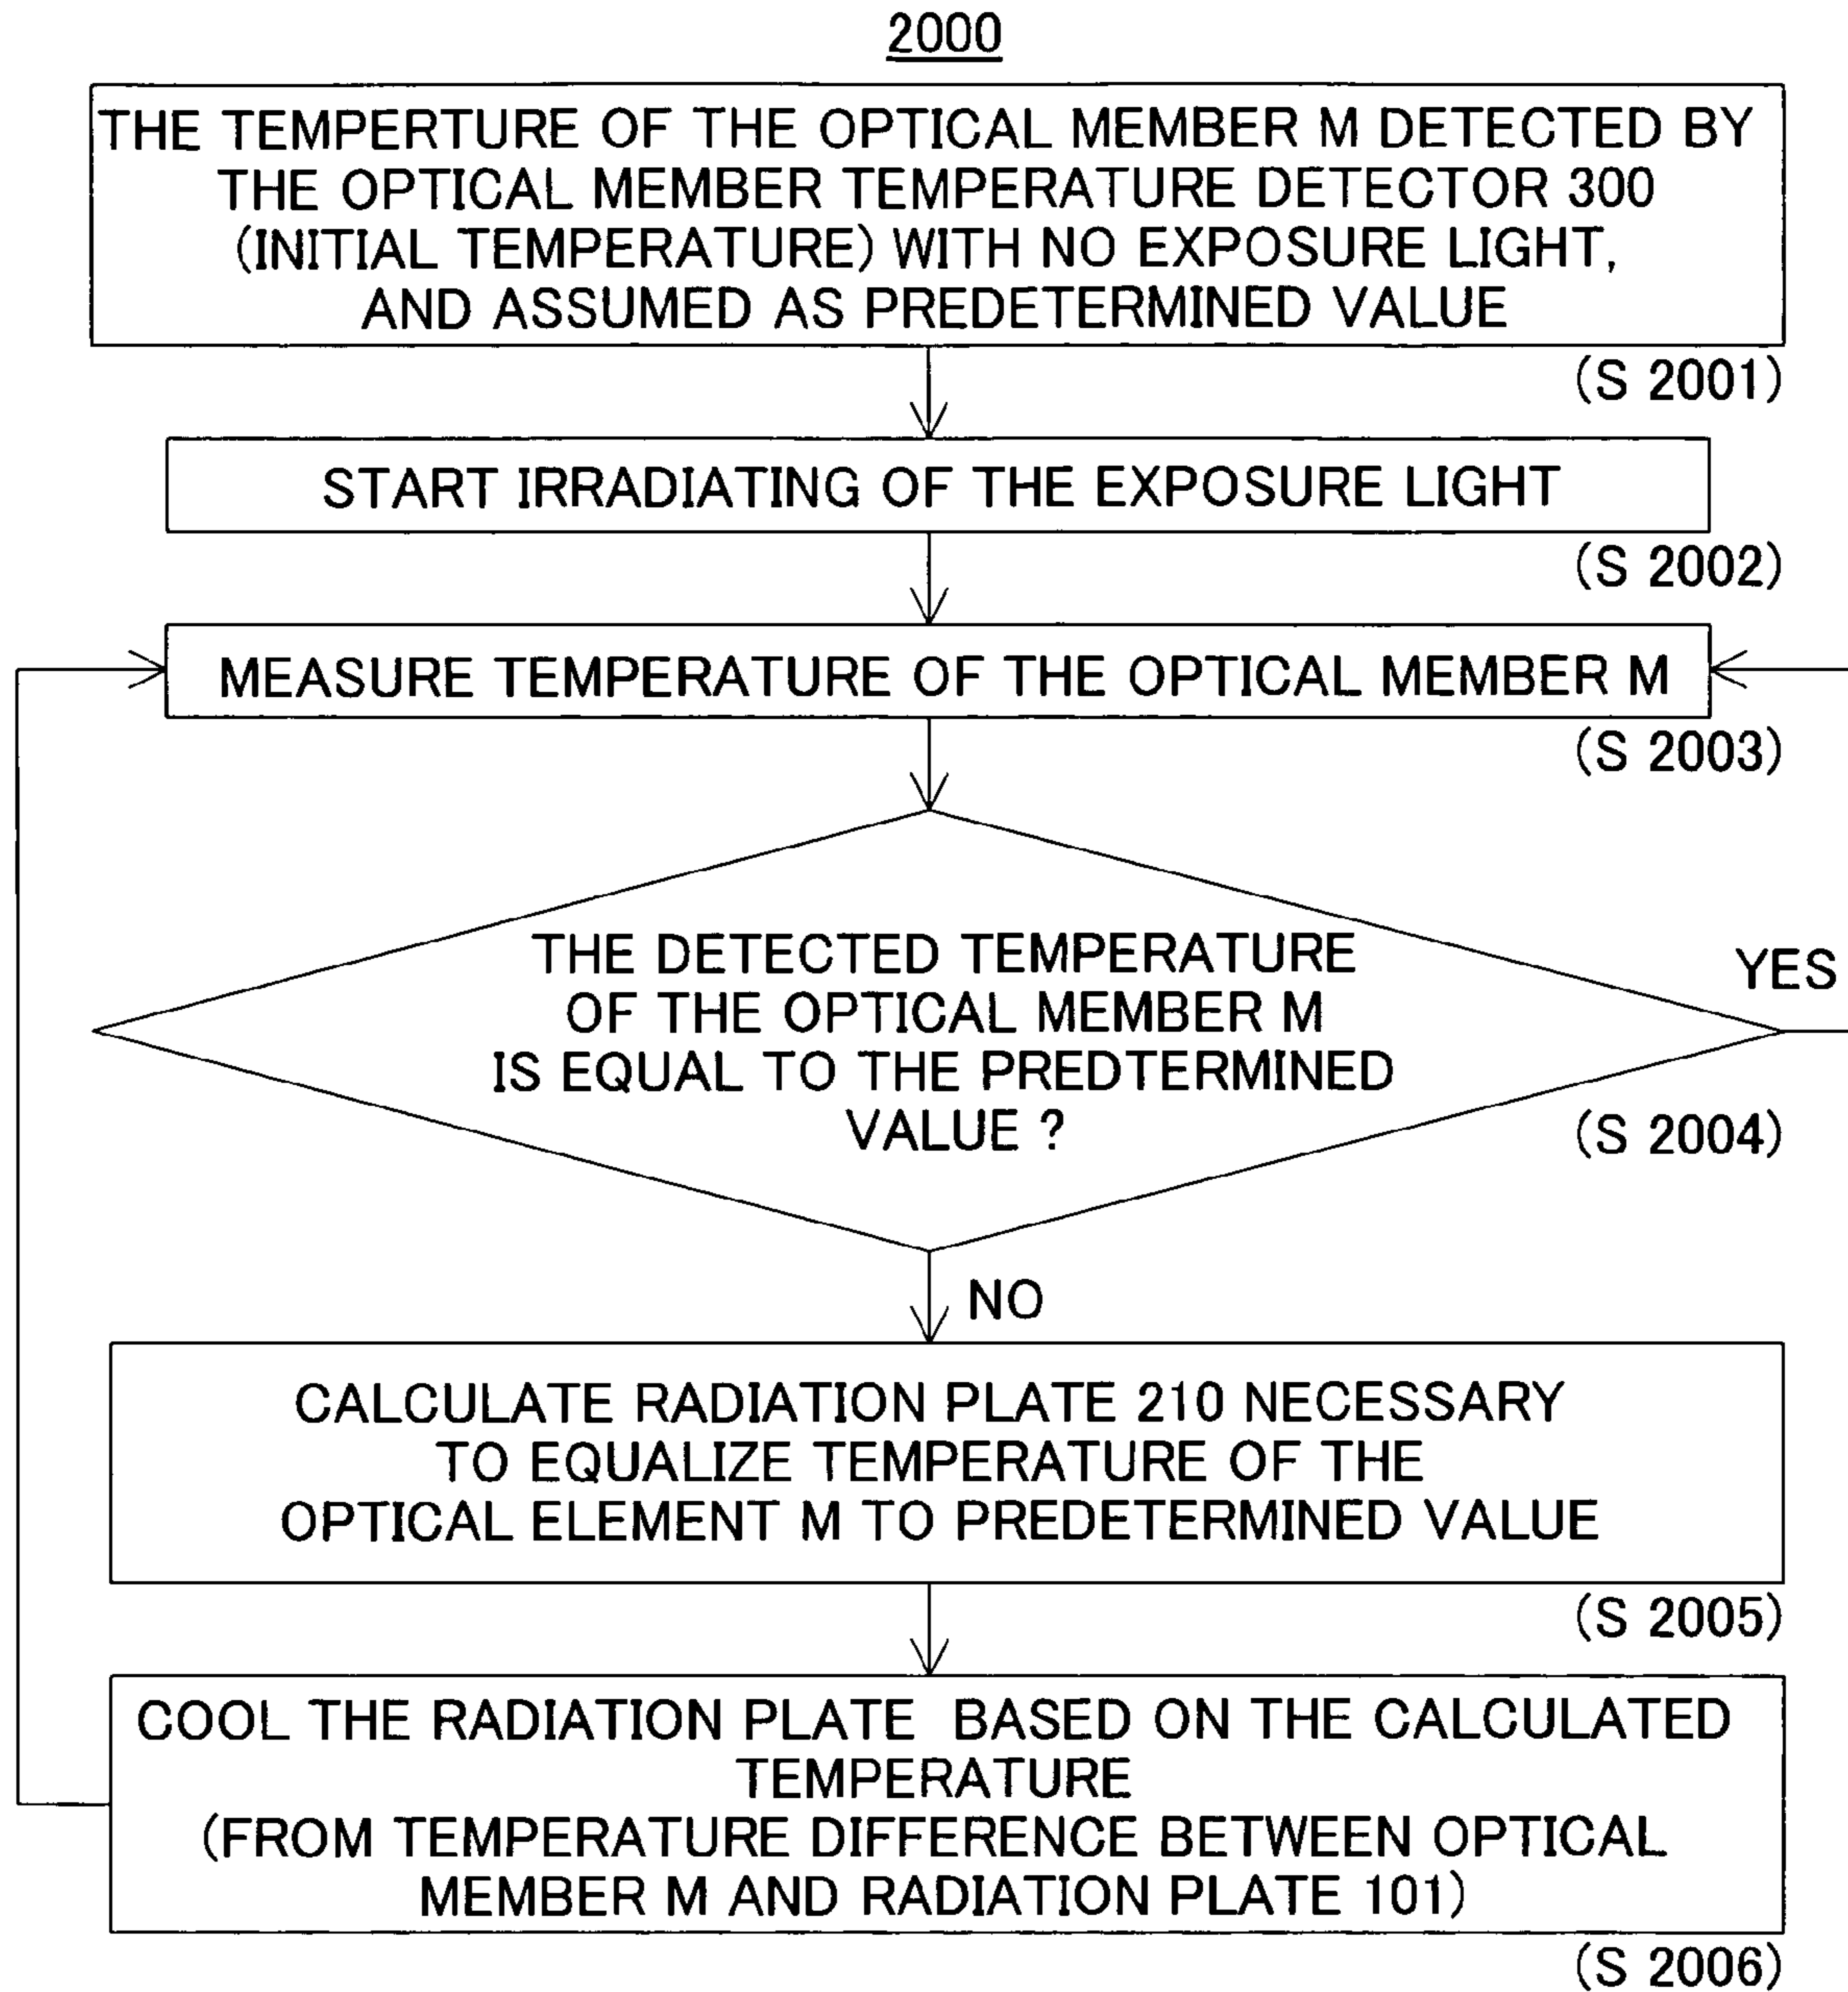 2000
THE TEMPERTURE OF THE OPTICAL MEMBER M DETECTED BY
THE OPTICAL MEMBER TEMPERATURE DETECTOR 300
(INITIAL TEMPERATURE) WITH NO EXPOSURE LIGHT,
AND ASSUMED AS PREDETERMINED VALUE
(S 2001)
START IRRADIATING OF THE EXPOSURE LIGHT
(S 2002)
MEASURE TEMPERATURE OF THE OPTICAL MEMBER M
(S 2003)
THE DETECTED TEMPERATURE
OF THE OPTICAL MEMBER M
IS EQUAL TO THE PREDTERMINED
VALUE ?
YES
(S 2004)
NO
CALCULATE RADIATION PLATE 210 NECESSARY
TO EQUALIZE TEMPERATURE OF THE
OPTICAL ELEMENT M TO PREDETERMINED VALUE
(S 2005)
COOL THE RADIATION PLATE BASED ON THE CALCULATED
TEMPERATURE
(FROM TEMPERATURE DIFFERENCE BETWEEN OPTICAL
MEMBER M AND RADIATION PLATE 101)
(S 2006)